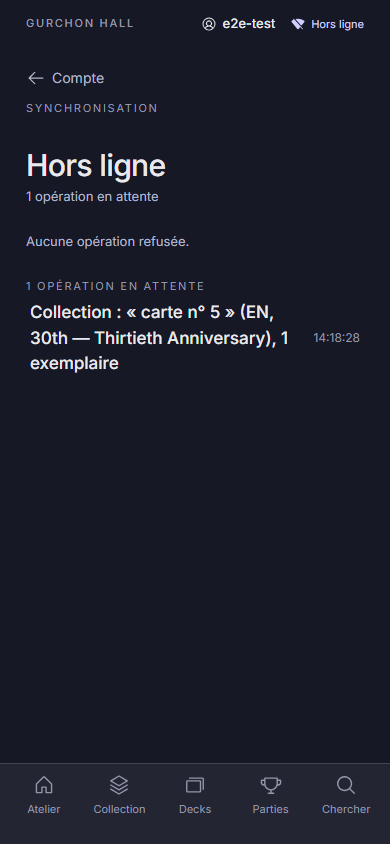 GURCHON HALL
e2e-test
Hors ligne
Compte
SYNCHRONISATION
Hors ligne
1 opération en attente
Aucune opération refusée.
1 OPÉRATION EN ATTENTE
Collection : « carte n° 5 » (EN,
30th — Thirtieth Anniversary), 1
exemplaire
14:18:28
Atelier
Collection
Decks
Parties
Chercher